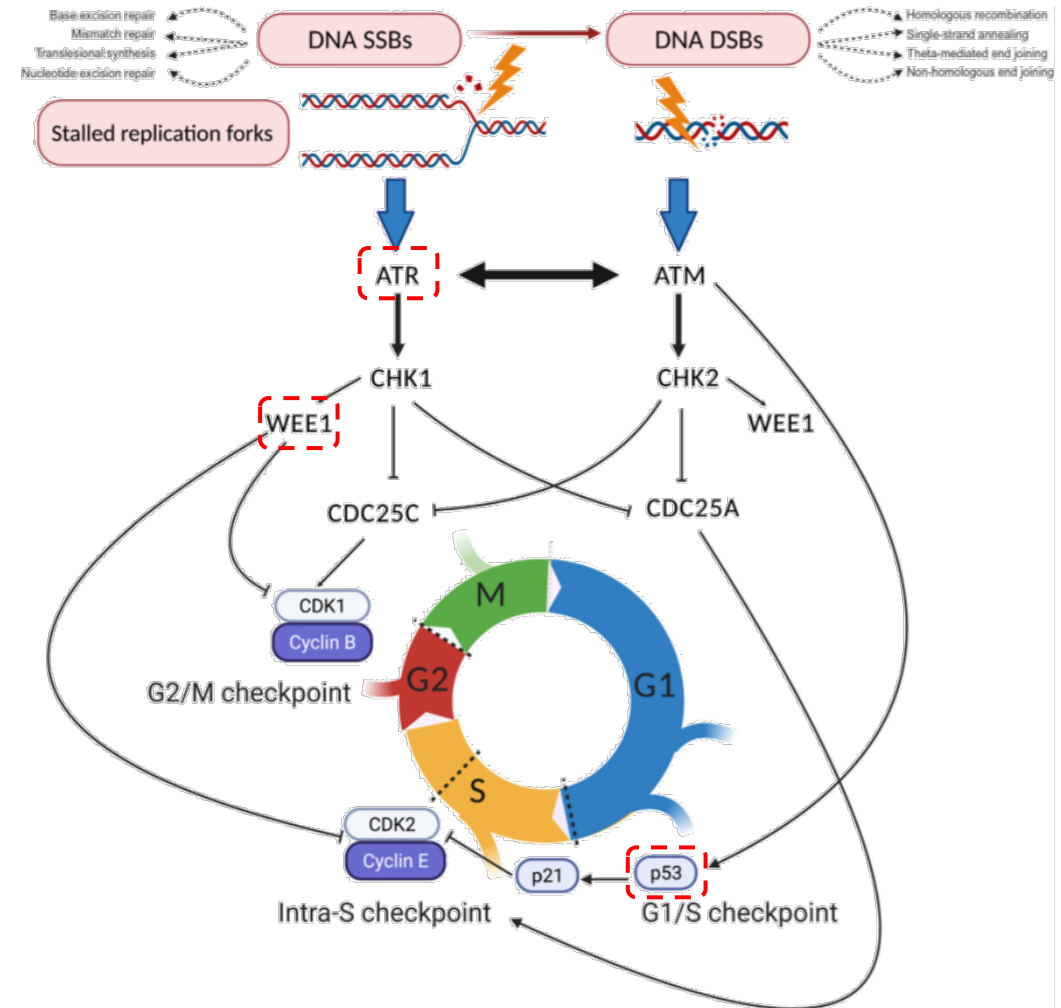 Base excision repair
Mismatch repair
Translesional synthesis
Nucleotide excision repair
DNA SSBs
DNA DSBs
Homologous recombination
Single-strand annealing
Theta-mediated end joining
Non-homologous end joining
Stalled replication forks
ATR
ATM
CHK1
CHK2
WEE1
WEE1
CDC25C
CDC25A
M
CDK1
Cyclin B
G2
G1
G2/M checkpoint
S
CDK2
Cyclin E
p21
p53
Intra-S checkpoint
G1/S checkpoint